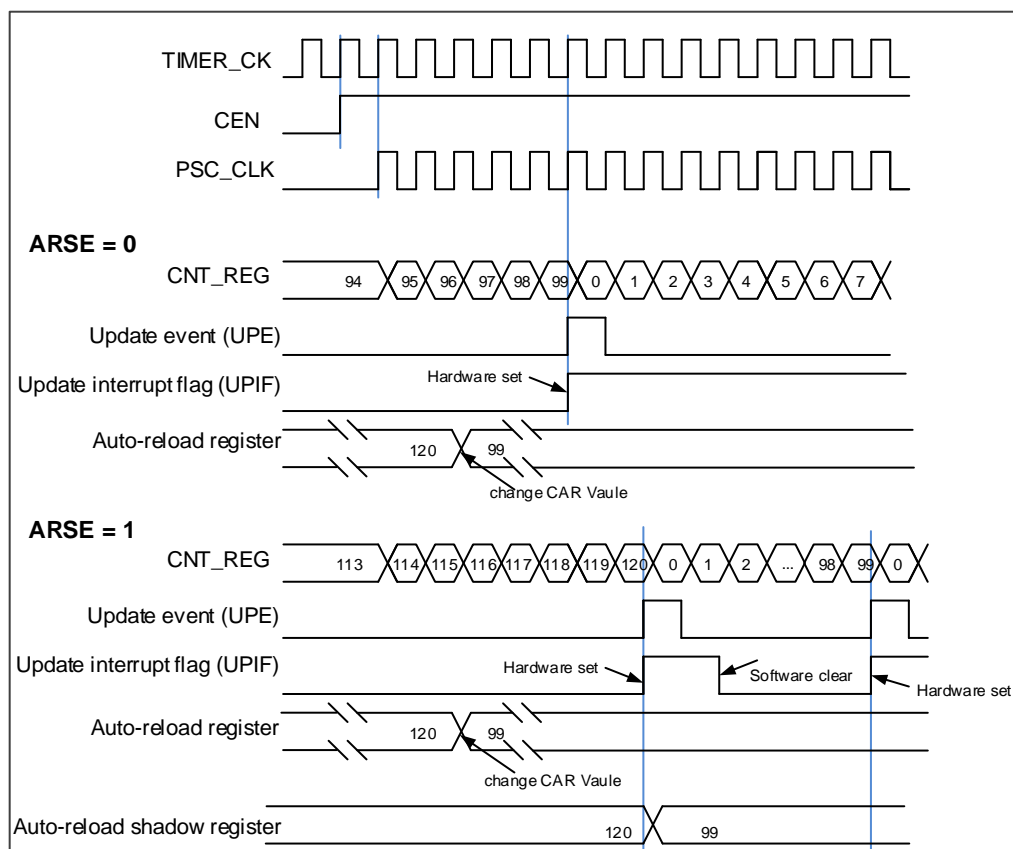 TIMER_CK
CEN
PSC_CLK
ARSE = 0
CNT_REG 94 95 96 97 98 99 0 1 2 3 4 5 6 7
Update event (UPE)
Hardware set
Update interrupt flag (UPIF)
Auto-reload register 120 99
change CAR Vaule
ARSE = 1
CNT_REG 113 114 115 116 117 118 119 120 0 1 2 ... 98 99 0
Update event (UPE)
Update interrupt flag (UPIF) Hardware set Software clear Hardware set
Auto-reload register 120 99
change CAR Vaule
Auto-reload shadow register 120 99